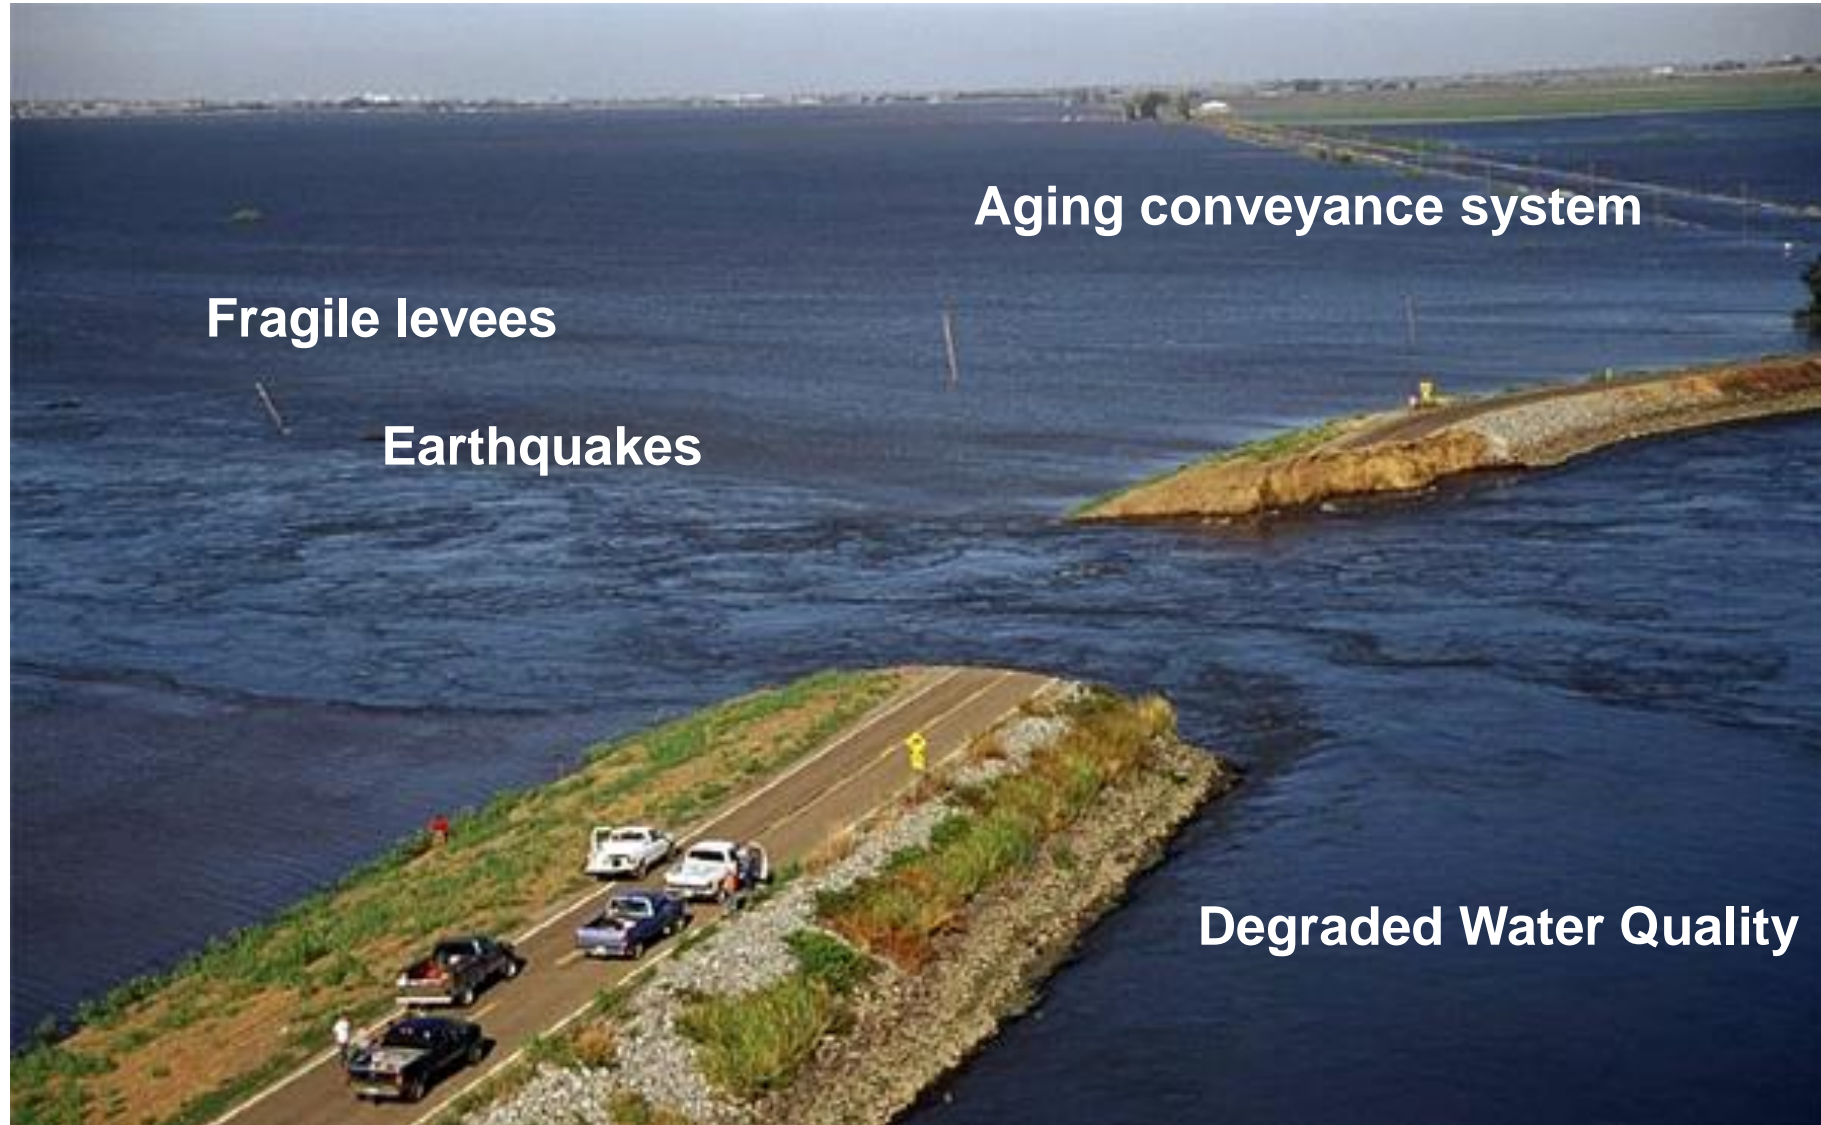 Aging conveyance system
Fragile levees
Earthquakes
Degraded Water Quality